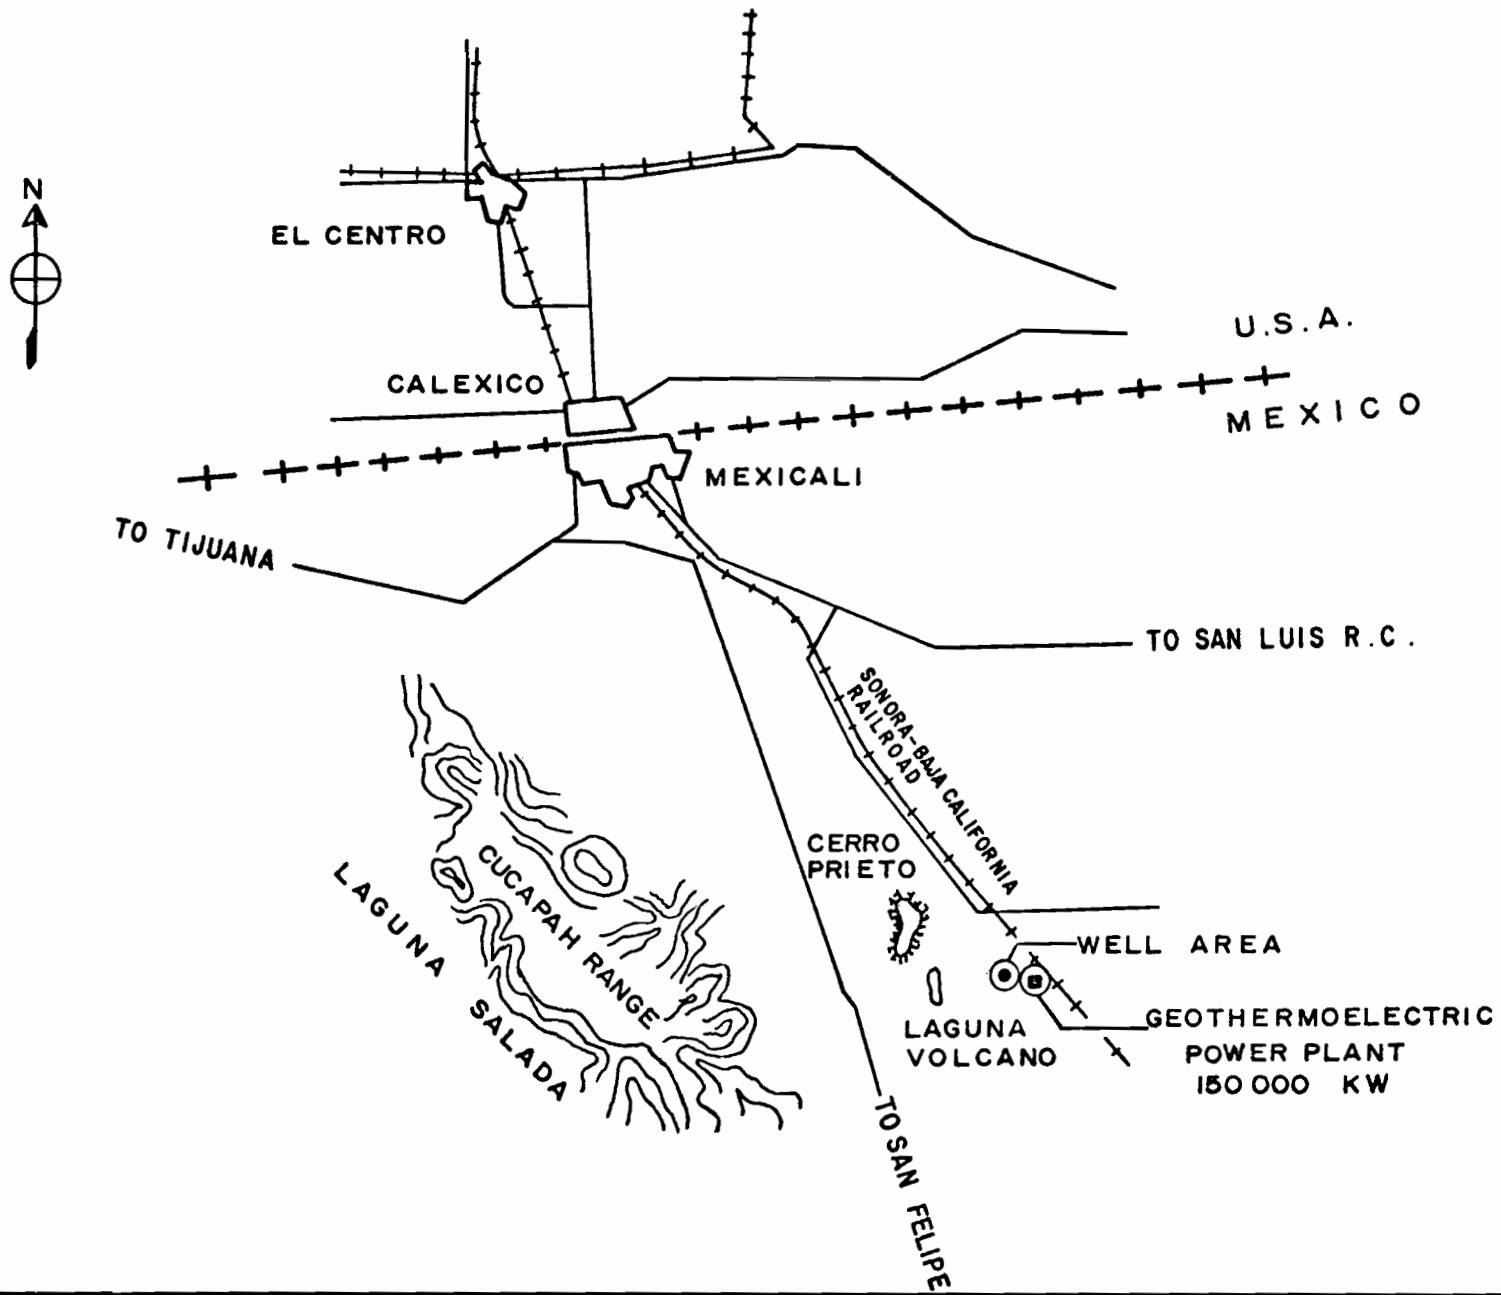 N
EL CENTRO
U.S.A.
CALEXICO
MEXICO
MEXICALI
TO TIJUANA
TO SAN LUIS R.C.
SONORA-BAJA CALIFORNIA
RAILROAD
CERRO
PRIETO
CUCAPAH RANGE
LAGUNA SALADA
WELL AREA
LAGUNA
VOLCANO
GEOTHERMOELECTRIC
POWER PLANT
150 000 KW
TO SAN FELIPE